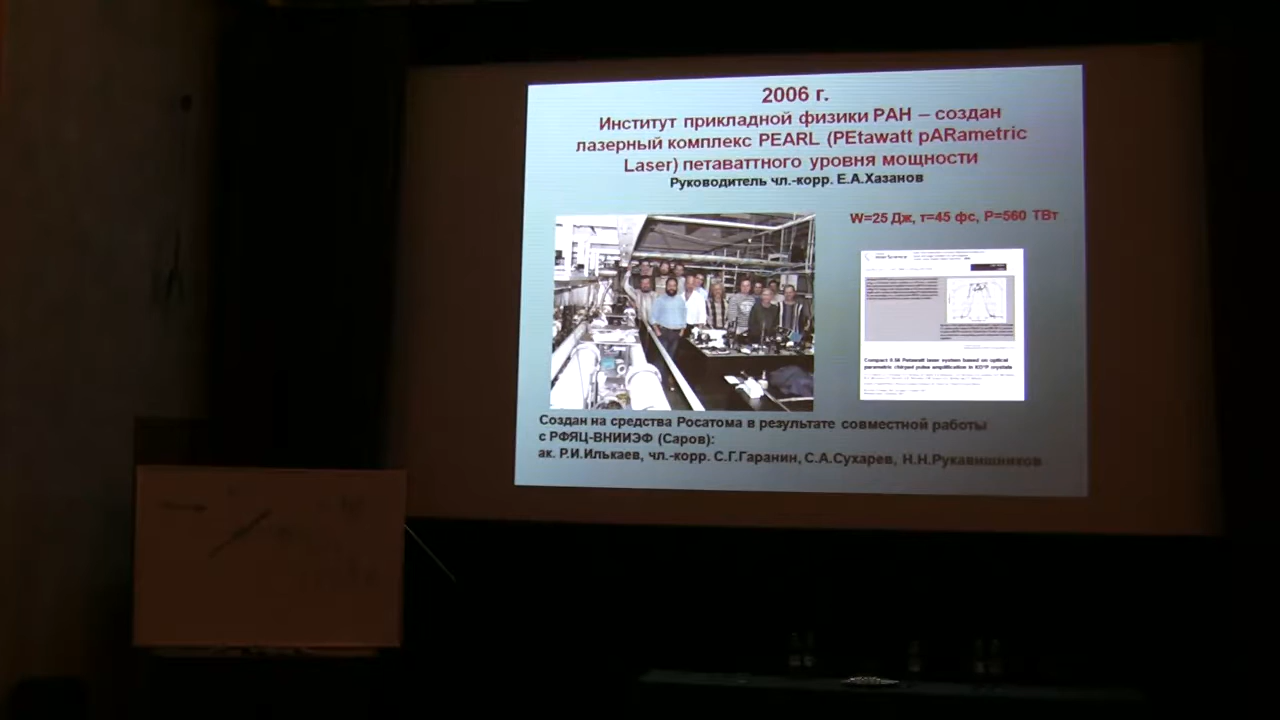 2006 г.
Институт прикладной физики РАН – создан
лазерный комплекс PEARL (PEtawatt pARametric
Laser) петаваттного уровня мощности
Руководитель чл.-корр. Е.А.Хазанов
W=25 Дж, τ=45 фс, P=560 ТВт
Compact 0.56 Petawatt laser system based on optical
parametric chirped pulse amplification in KD*P crystals
Создан на средства Росатома в результате совместной работы
с РФЯЦ-ВНИИЭФ (Саров):
ак. Р.И.Илькаев, чл.-корр. С.Г.Гаранин, С.А.Сухарев, Н.Н.Рукавишников